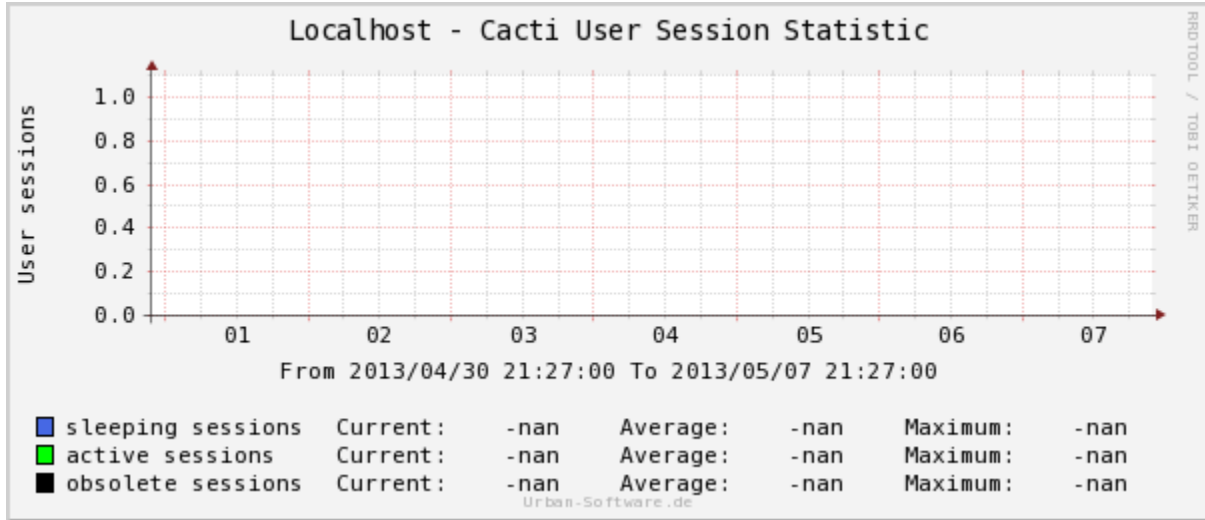 Localhost - Cacti User Session Statistic
RRDTOOL / TOBI OETIKER
User sessions
1.0
0.8
0.6
0.4
0.2
0.0
01 02 03 04 05 06 07
From 2013/04/30 21:27:00 To 2013/05/07 21:27:00
sleeping sessions Current: -nan Average: -nan Maximum: -nan
active sessions Current: -nan Average: -nan Maximum: -nan
obsolete sessions Current: -nan Average: -nan Maximum: -nan
Urban-Software.de